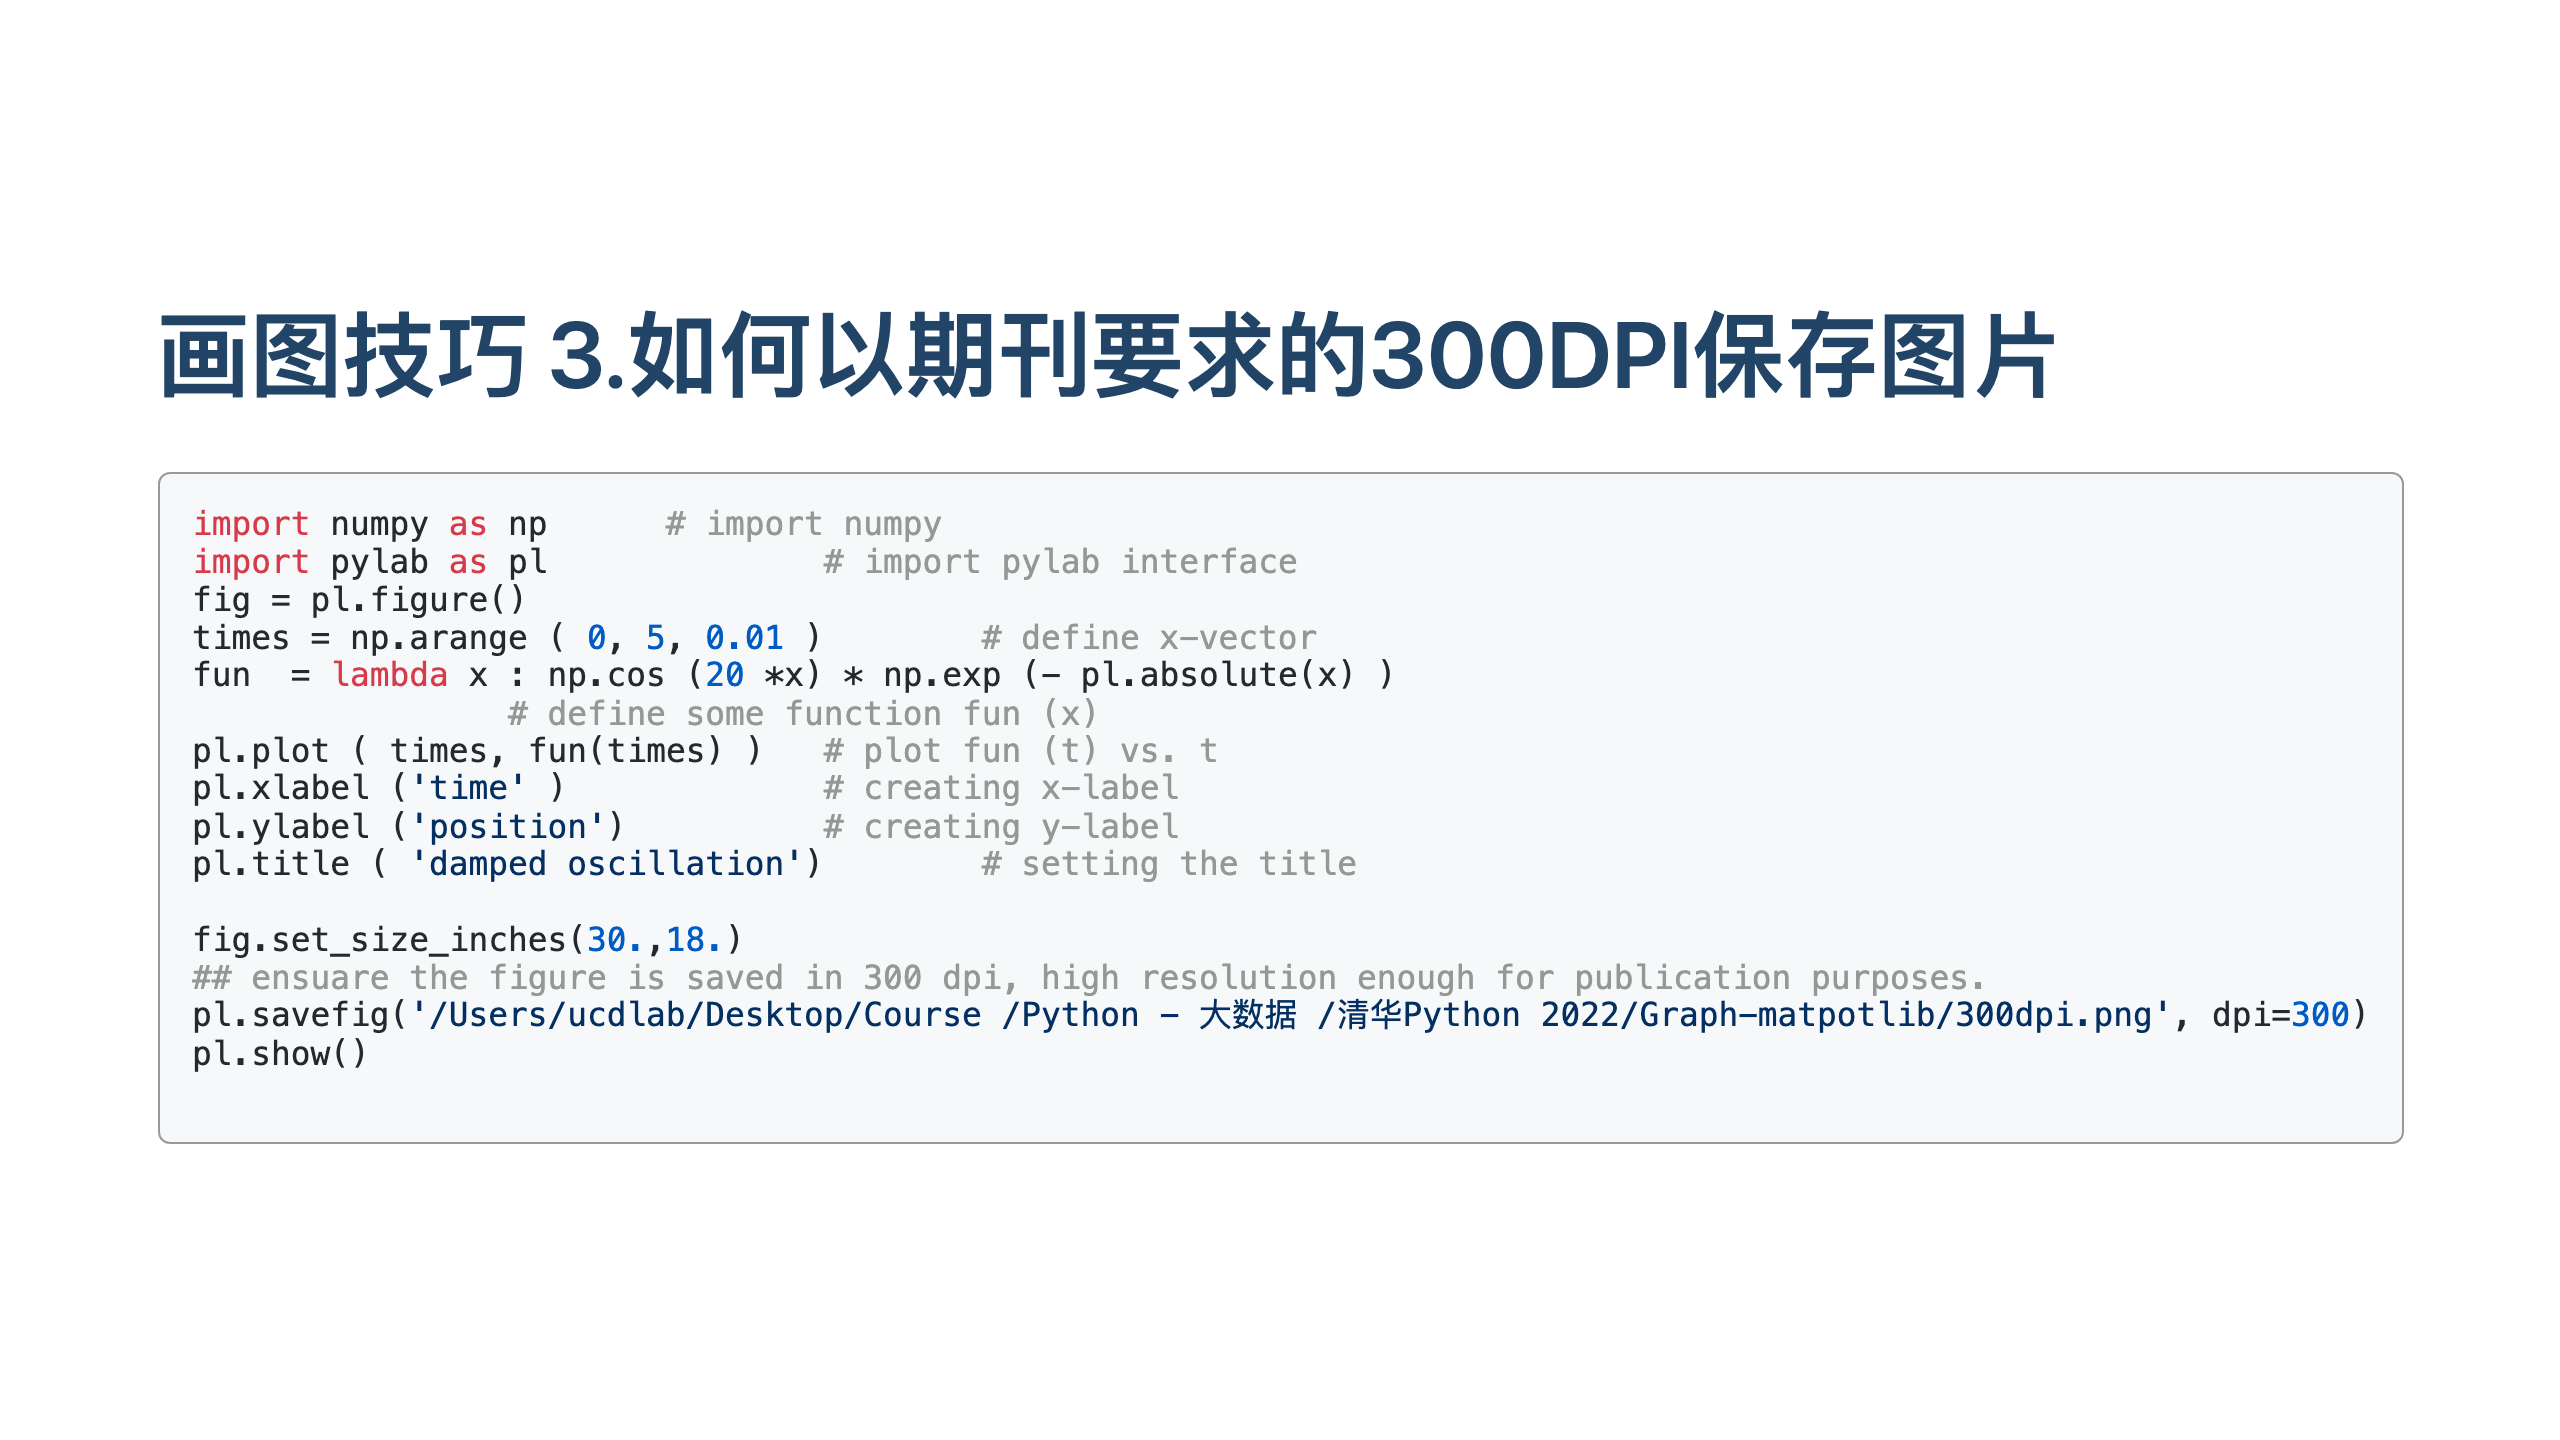 画图技巧 3.如何以期刊要求的300DPI保存图片
import numpy as np      # import numpy
import pylab as pl              # import pylab interface
fig = pl.figure()
times = np.arange ( 0, 5, 0.01 )        # define x-vector
fun  = lambda x : np.cos (20 *x) * np.exp (- pl.absolute(x) )
                # define some function fun (x)
pl.plot ( times, fun(times) )   # plot fun (t) vs. t
pl.xlabel ('time' )             # creating x-label
pl.ylabel ('position')          # creating y-label
pl.title ( 'damped oscillation')        # setting the title
fig.set_size_inches(30.,18.)
## ensuare the figure is saved in 300 dpi, high resolution enough for publication purposes.
pl.savefig('/Users/ucdlab/Desktop/Course /Python - 大数据 /清华Python 2022/Graph-matpotlib/300dpi.png', dpi=300)
pl.show()